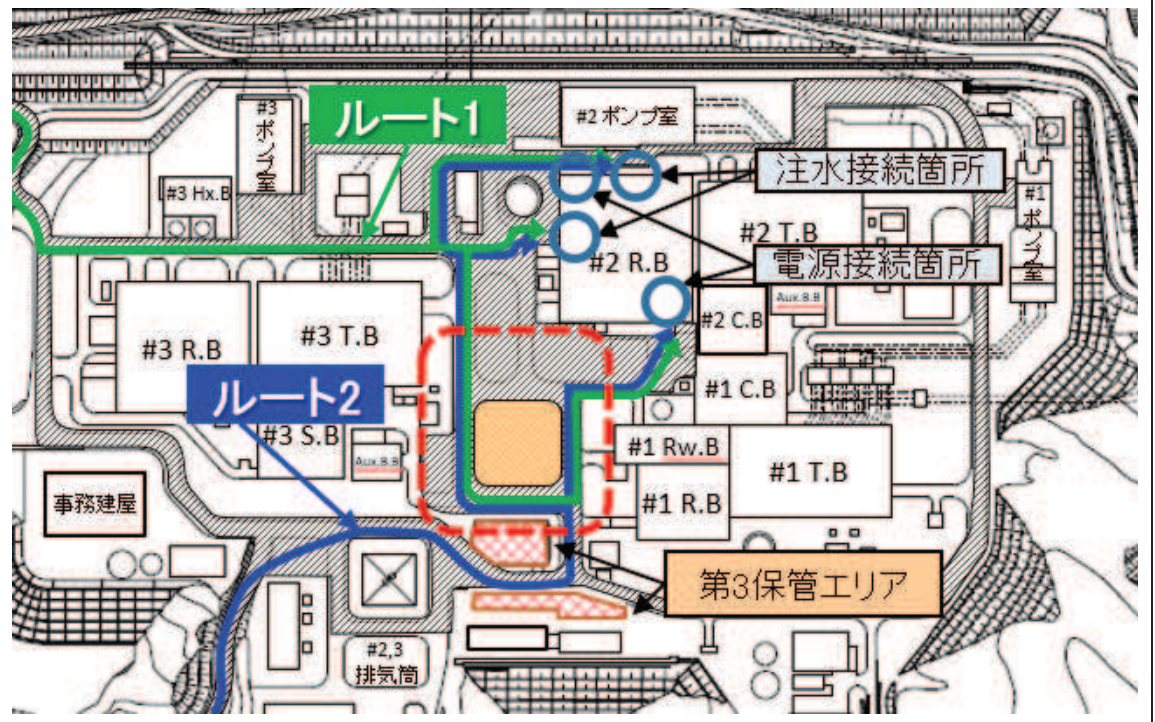 ルート1
#3
ポンプ室
#2 ポンプ室
#3 Hx.B
注水接続箇所
#1
ポンプ室
#2 T.B
#2 R.B
電源接続箇所
Aux.B.B
#2 C.B
#3 R.B
#3 T.B
ルート2
#1 C.B
#3 S.B
Aux.B.B
#1 Rw.B
#1 T.B
#1 R.B
事務建屋
第3保管エリア
#2,3
排気筒